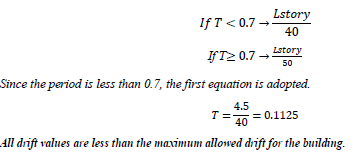 If T < 0.7 → Lstory/40
If T ≥ 0.7 → Lstory/50
Since the period is less than 0.7, the first equation is adopted.
T = 4.5/40 = 0.1125
All drift values are less than the maximum allowed drift for the building.